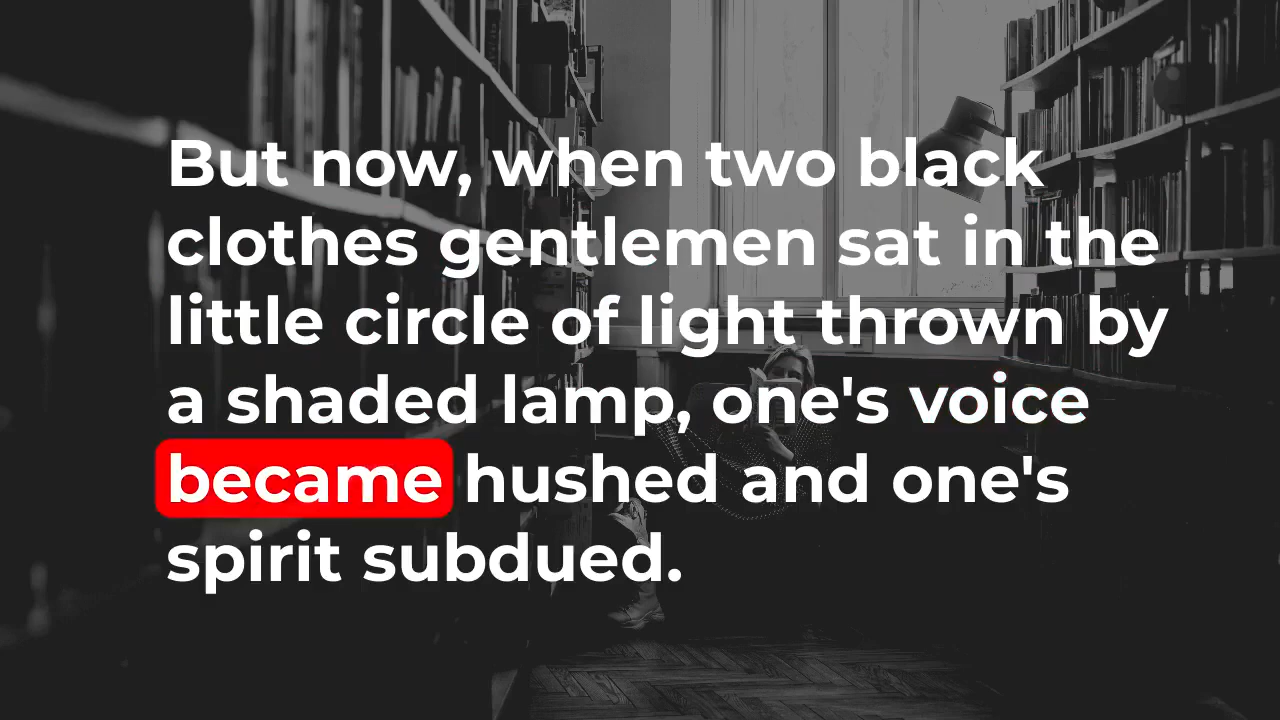 But now, when two black
clothes gentlemen sat in the
little circle of light thrown by
a shaded lamp, one's voice
became hushed and one's
spirit subdued.